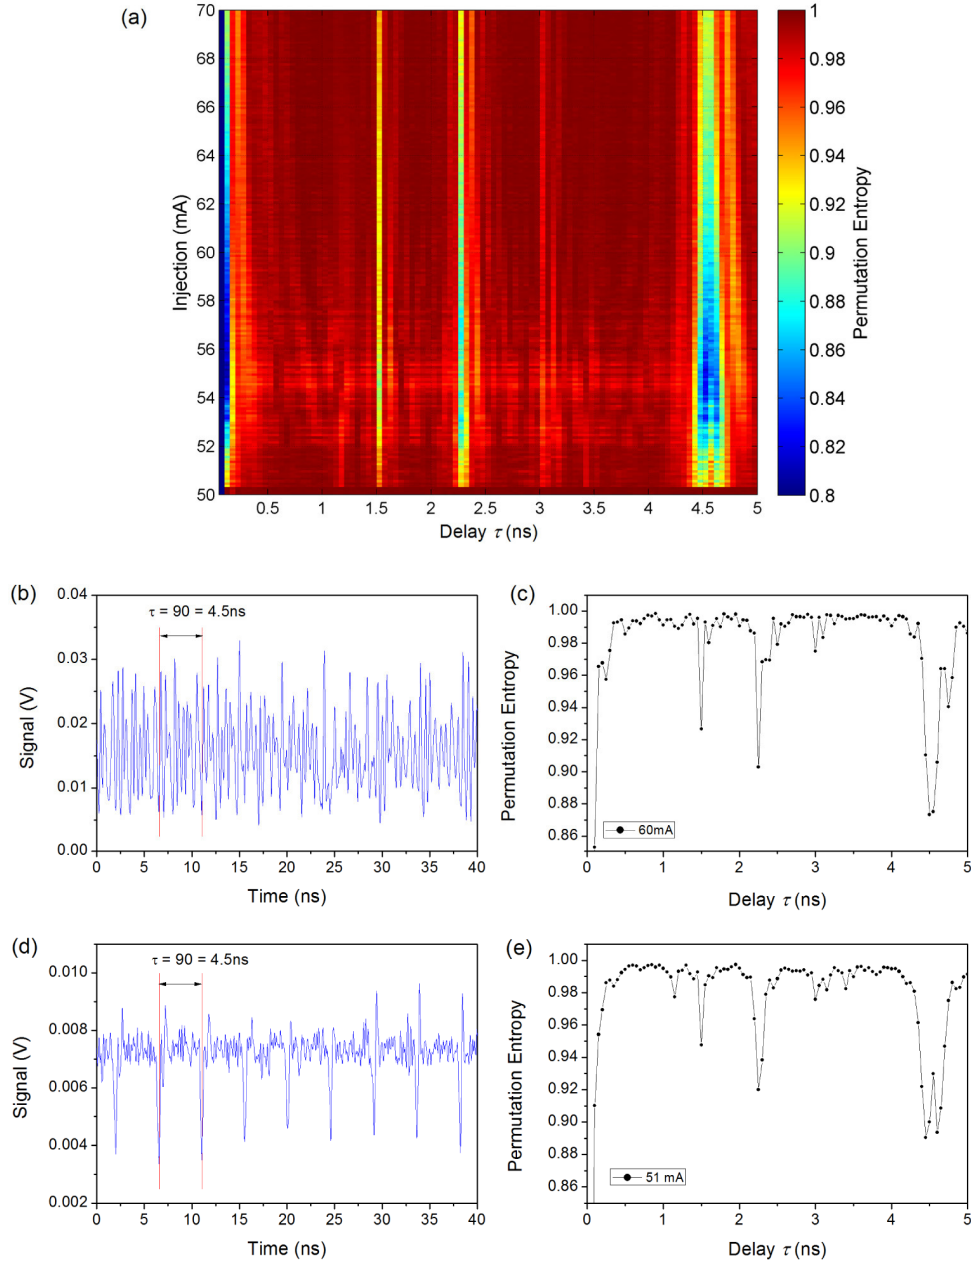 (a)
70
68
66
64
62
60
58
56
54
52
50
Injection (mA)
0.5
1
1.5
2
2.5
3
3.5
4
4.5
5
Delay τ (ns)
1
0.98
0.96
0.94
0.92
0.9
0.88
0.86
0.84
0.82
0.8
Permutation Entropy
(b)
0.04
0.03
0.02
0.01
0.00
Signal (V)
τ = 90 = 4.5ns
0 5 10 15 20 25 30 35 40
Time (ns)
(c)
1.00
0.98
0.96
0.94
0.92
0.90
0.88
0.86
Permutation Entropy
60mA
0 1 2 3 4 5
Delay τ (ns)
(d)
0.010
0.008
0.006
0.004
0.002
Signal (V)
τ = 90 = 4.5ns
0 5 10 15 20 25 30 35 40
Time (ns)
(e)
1.00
0.98
0.96
0.94
0.92
0.90
0.88
0.86
Permutation Entropy
51 mA
0 1 2 3 4 5
Delay τ (ns)